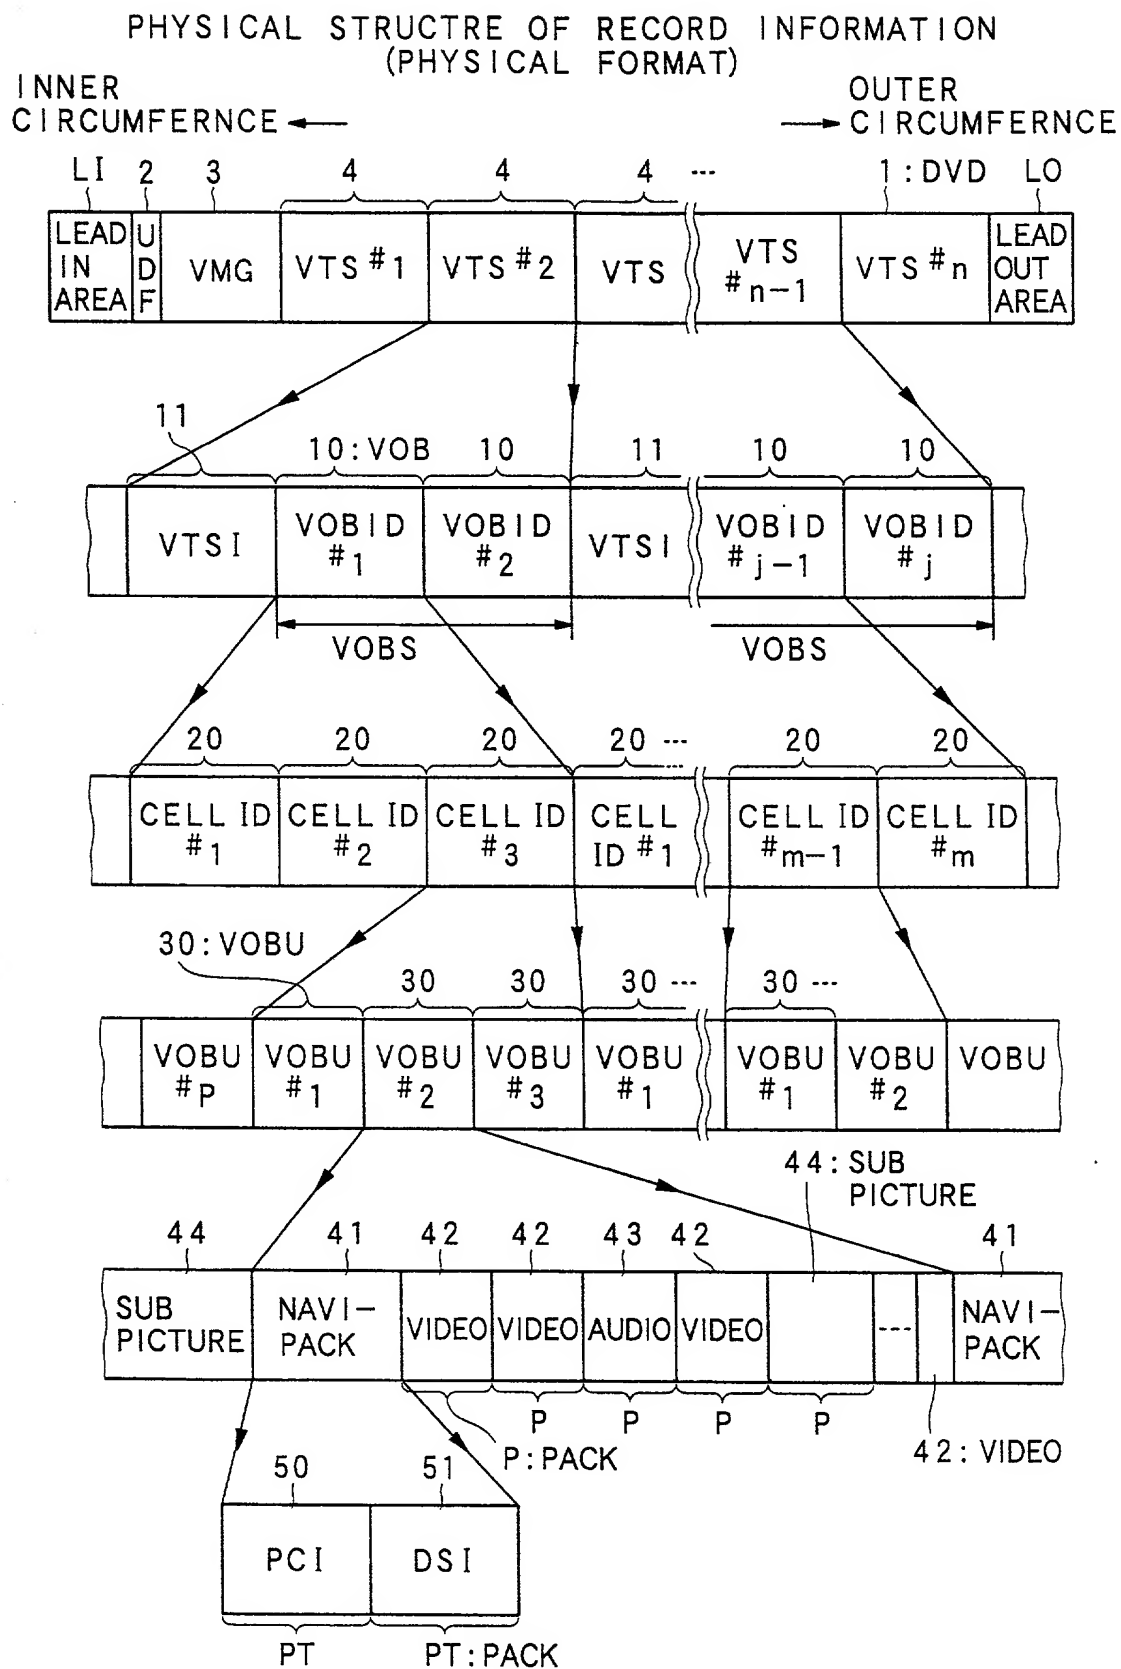 PHYSICAL STRUCTRE OF RECORD INFORMATION
(PHYSICAL FORMAT)
INNER
CIRCUMFERNCE
OUTER
CIRCUMFERNCE
LI 2 3 4 4 4 --- 1:DVD LO
LEAD IN AREA
UDF
VMG
VTS #1
VTS #2
VTS
VTS #n-1
VTS #n
LEAD OUT AREA
11 10:VOB 10 11 10 10
VTSI
VOBID #1
VOBID #2
VTSI
VOBID #j-1
VOBID #j
VOBS VOBS
20 20 20 20 --- 20 20
CELL ID #1
CELL ID #2
CELL ID #3
CELL ID #1
CELL ID #m-1
CELL ID #m
30:VOBU 30 30 30 --- 30 ---
VOBU #P
VOBU #1
VOBU #2
VOBU #3
VOBU #1
VOBU #1
VOBU #2
VOBU
44:SUB PICTURE
44 41 42 42 43 42 41
SUB PICTURE
NAVI-PACK
VIDEO
VIDEO
AUDIO
VIDEO
---
NAVI-PACK
P P P P
P:PACK
42:VIDEO
50 51
PCI DSI
PT PT:PACK